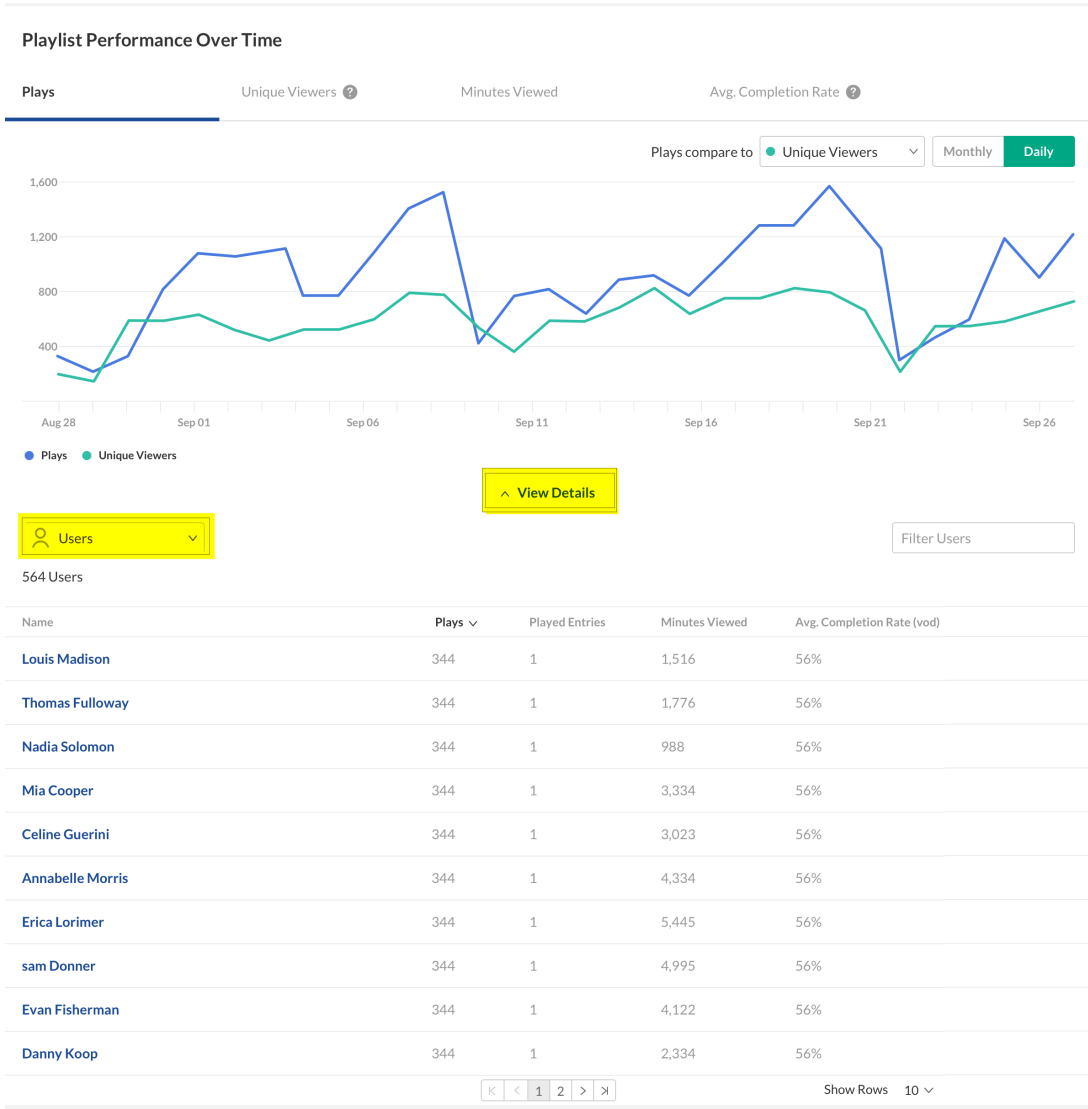 Playlist Performance Over Time
Plays Unique Viewers ? Minutes Viewed Avg. Completion Rate ?
Plays compare to Unique Viewers Monthly Daily
1,600
1,200
800
400
Aug 28 Sep 01 Sep 06 Sep 11 Sep 16 Sep 21 Sep 26
Plays Unique Viewers
View Details
Users Filter Users
564 Users
Name Plays Played Entries Minutes Viewed Avg. Completion Rate (vod)
Louis Madison 344 1 1,516 56%
Thomas Fulloway 344 1 1,776 56%
Nadia Solomon 344 1 988 56%
Mia Cooper 344 1 3,334 56%
Celine Guerini 344 1 3,023 56%
Annabelle Morris 344 1 4,334 56%
Erica Lorimer 344 1 5,445 56%
sam Donner 344 1 4,995 56%
Evan Fisherman 344 1 4,122 56%
Danny Koop 344 1 2,334 56%
1 2 Show Rows 10